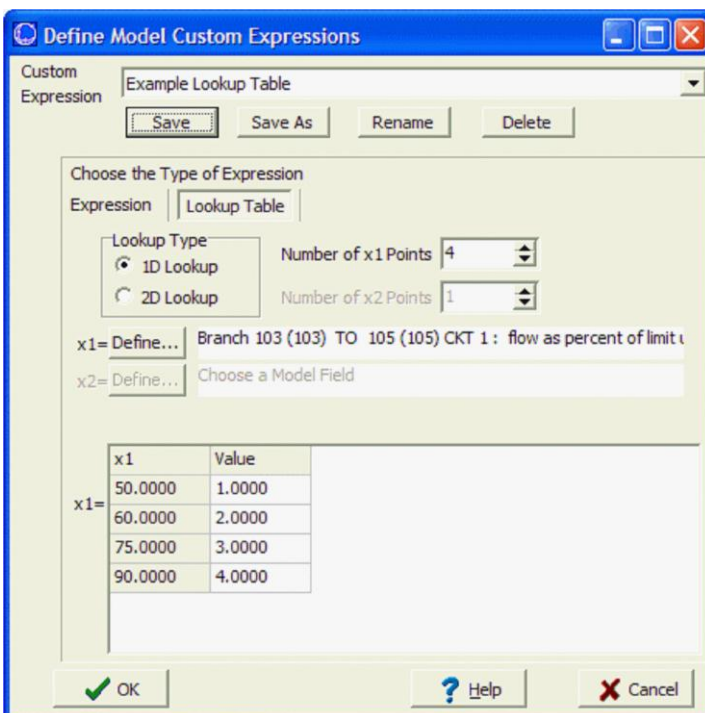 Define Model Custom Expressions
Custom Expression
Example Lookup Table
Save Save As Rename Delete
Choose the Type of Expression
Expression Lookup Table
Lookup Type
1D Lookup
2D Lookup
Number of x1 Points 4
Number of x2 Points 1
x1= Define... Branch 103 (103) TO 105 (105) CKT 1 : flow as percent of limit u
x2= Define... Choose a Model Field
x1=
x1 Value
50.0000 1.0000
60.0000 2.0000
75.0000 3.0000
90.0000 4.0000
OK Help Cancel